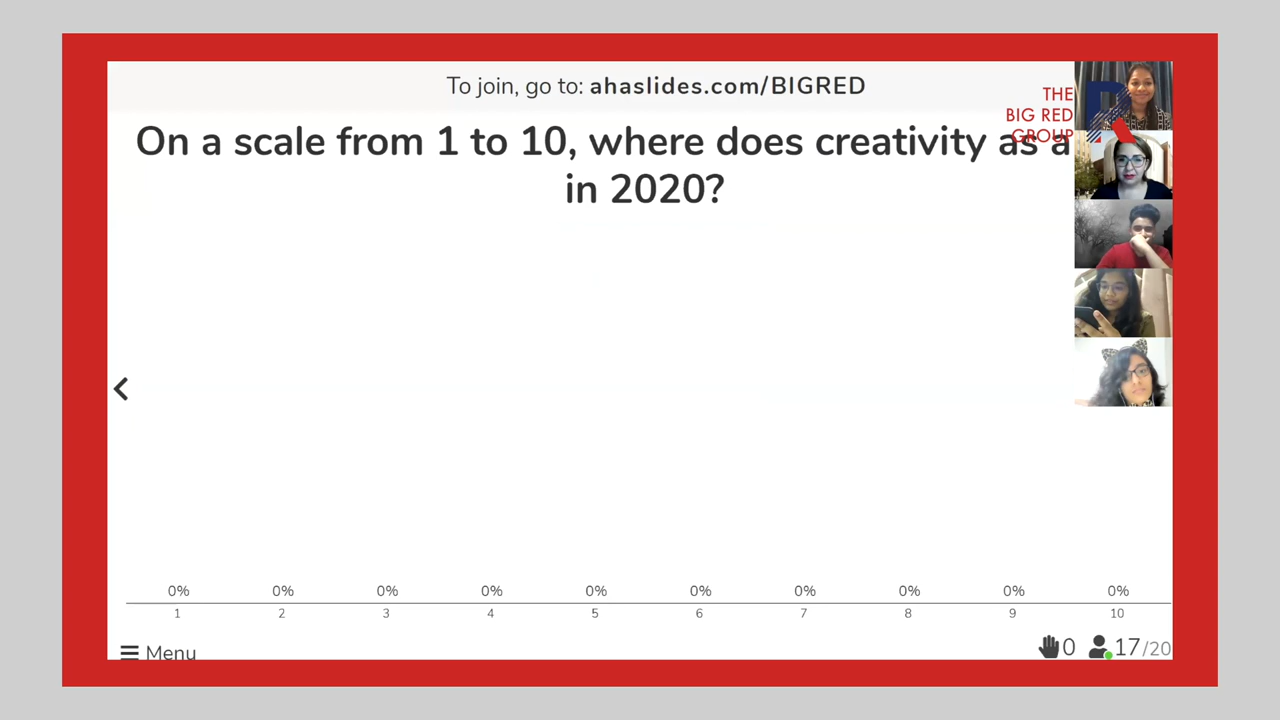 To join, go to: ahaslides.com/BIGRED
THE
BIG RED
GROUP
On a scale from 1 to 10, where does creativity as a
in 2020?
0% 0% 0% 0% 0% 0% 0% 0% 0% 0%
1 2 3 4 5 6 7 8 9 10
Menu
0 17/20